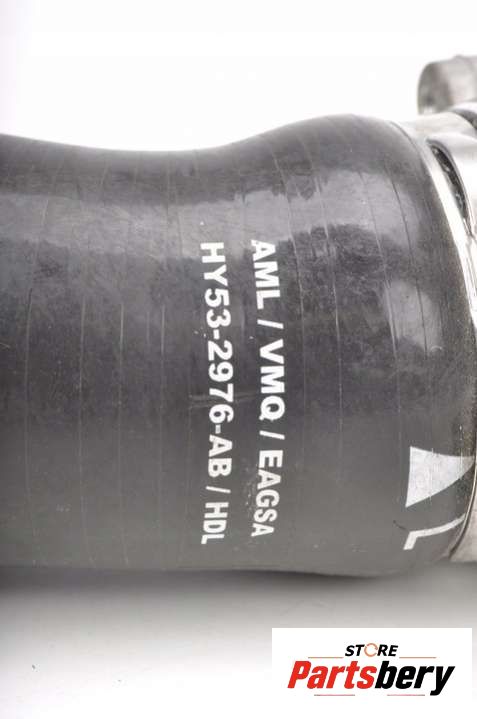 AML / VMQ / EAGSA
HY53-2976-AB / HDL
STORE
Partsbery